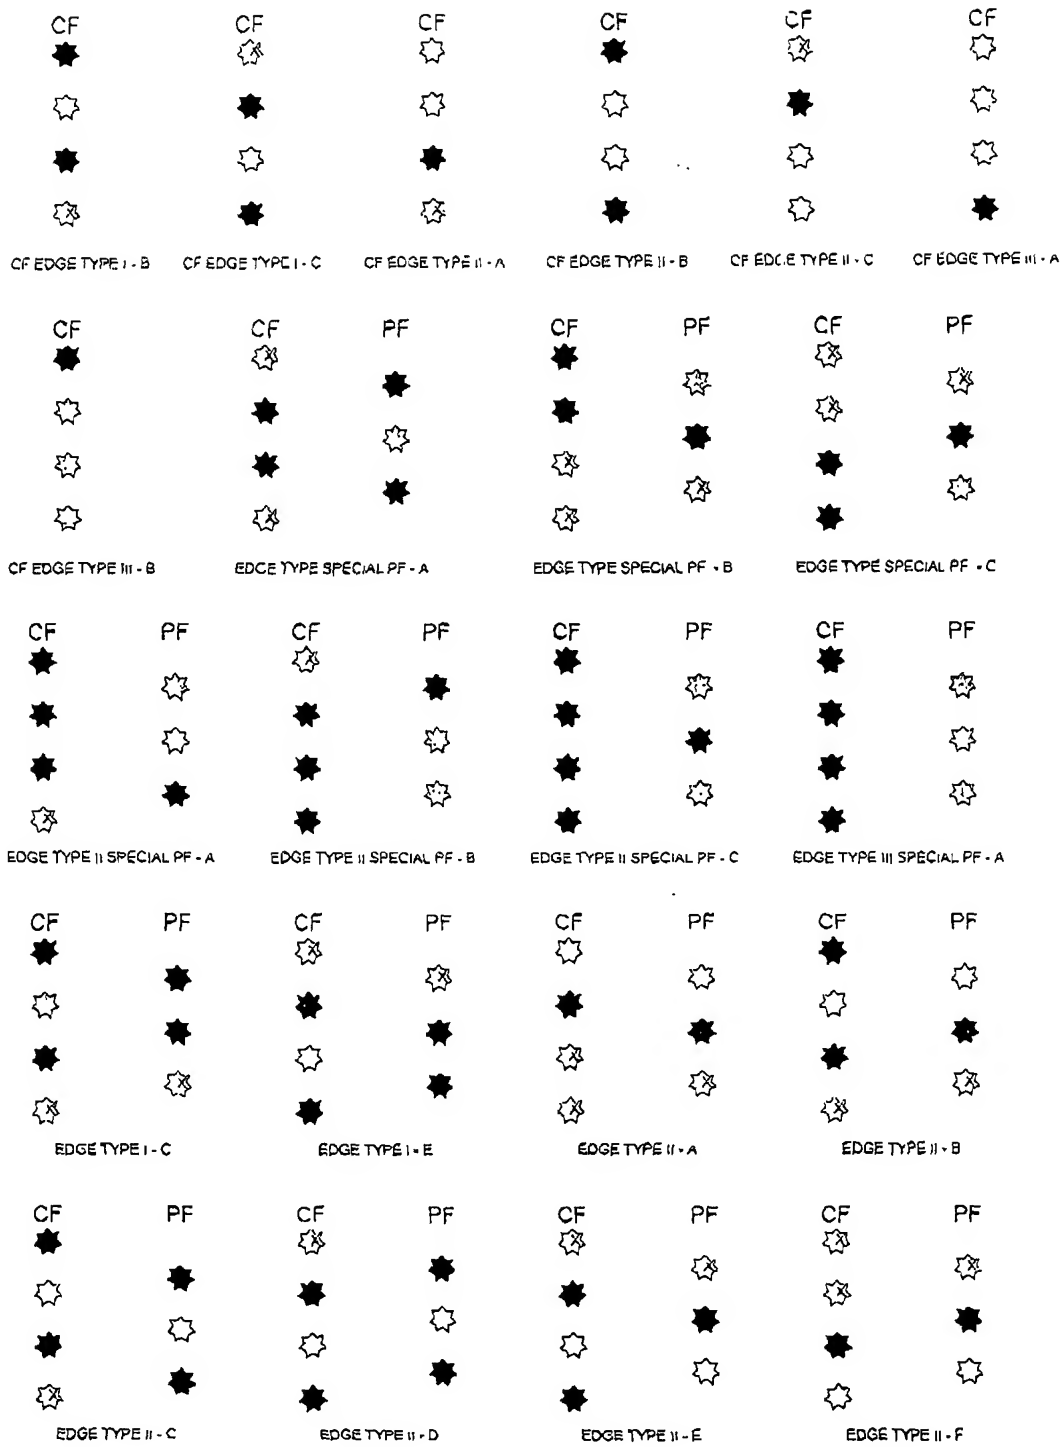 CF CF CF CF CF CF
CF EDGE TYPE I - B CF EDGE TYPE I - C CF EDGE TYPE II - A CF EDGE TYPE II - B CF EDGE TYPE II - C CF EDGE TYPE III - A
CF CF PF CF PF CF PF
CF EDGE TYPE III - B EDGE TYPE SPECIAL PF - A EDGE TYPE SPECIAL PF - B EDGE TYPE SPECIAL PF - C
CF PF CF PF CF PF CF PF
EDGE TYPE II SPECIAL PF - A EDGE TYPE II SPECIAL PF - B EDGE TYPE II SPECIAL PF - C EDGE TYPE III SPECIAL PF - A
CF PF CF PF CF PF CF PF
EDGE TYPE I - C EDGE TYPE I - E EDGE TYPE II - A EDGE TYPE II - B
CF PF CF PF CF PF CF PF
EDGE TYPE II - C EDGE TYPE II - D EDGE TYPE II - E EDGE TYPE II - F